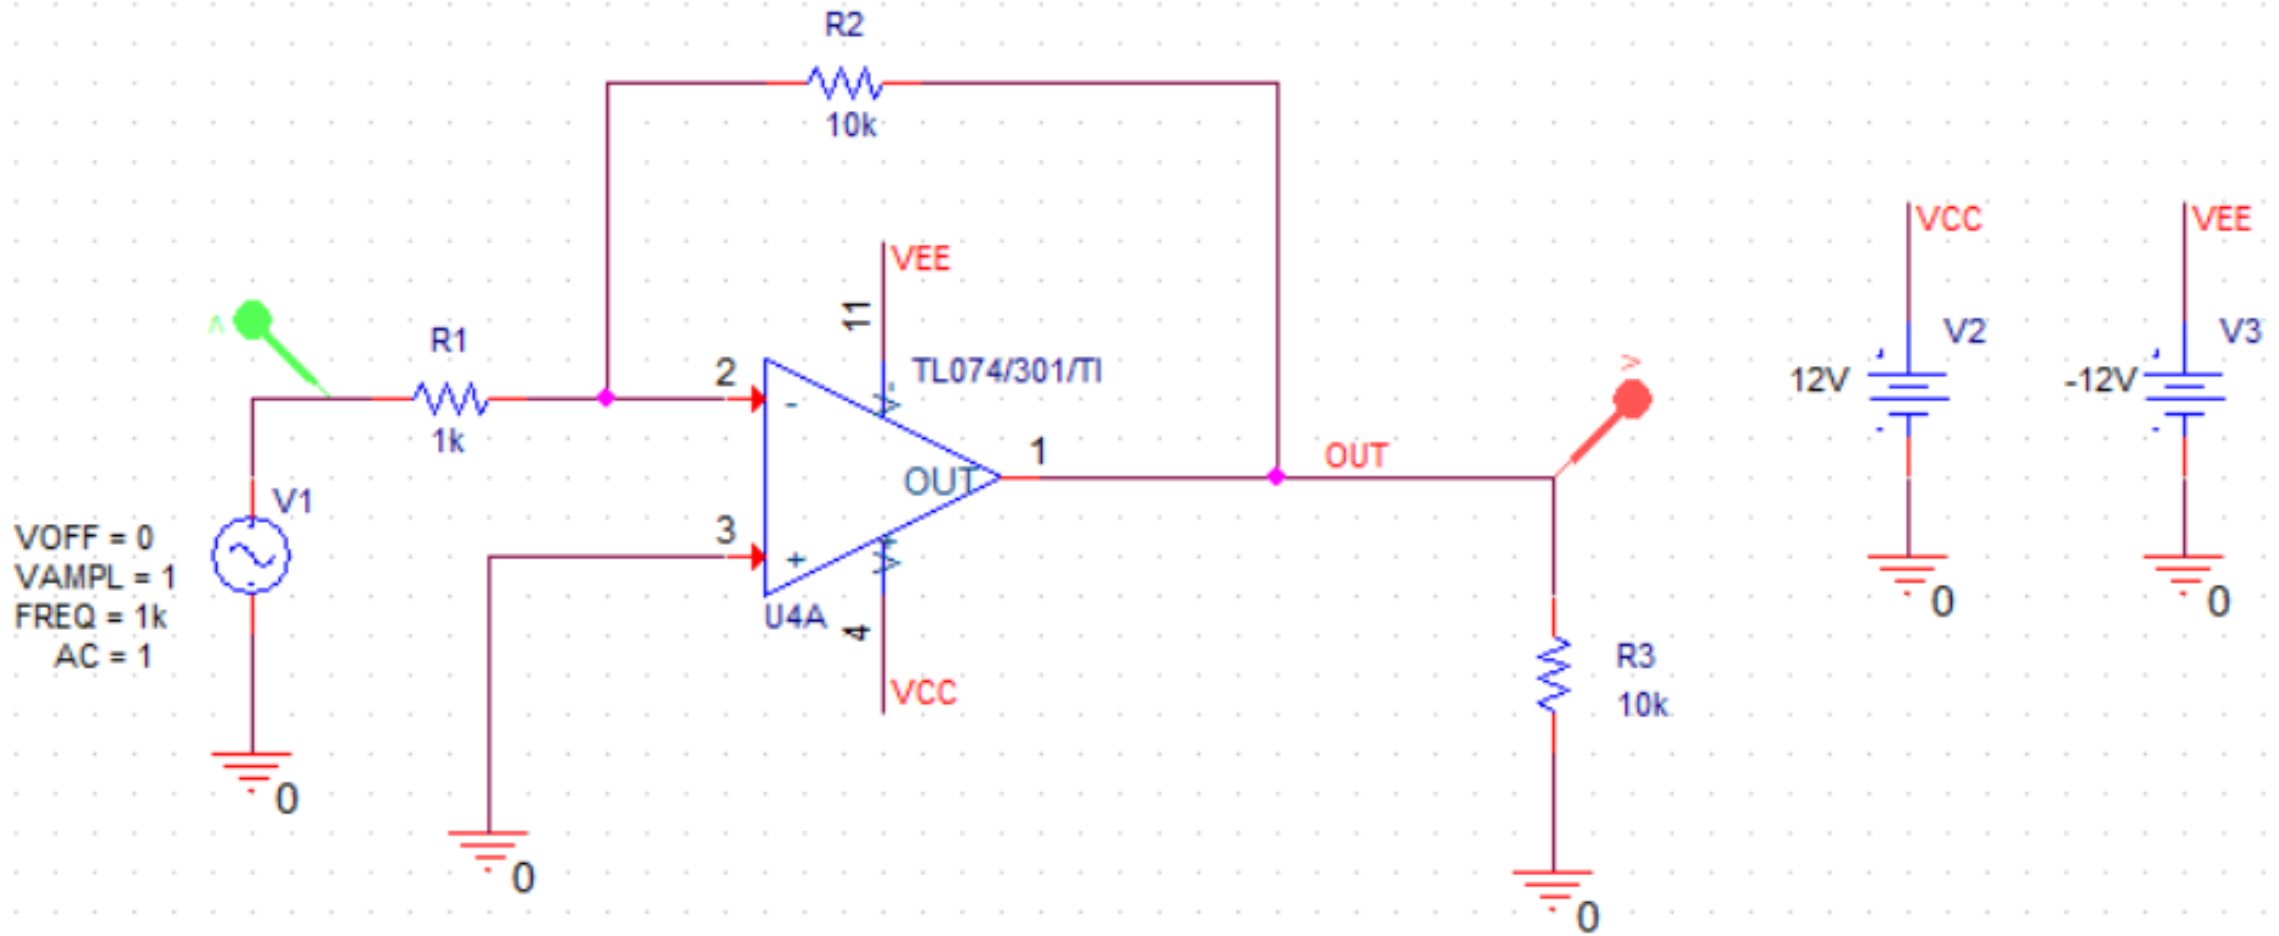 R2
10k
VEE
11
V-
TL074/301/TI
R1
1k
2
-
OUT
1
OUT
3
+
V+
U4A
4
VCC
V
V1
VOFF = 0
VAMPL = 1
FREQ = 1k
AC = 1
0
0
V
R3
10k
0
VCC
V2
12V
+
-
0
VEE
V3
-12V
+
-
0